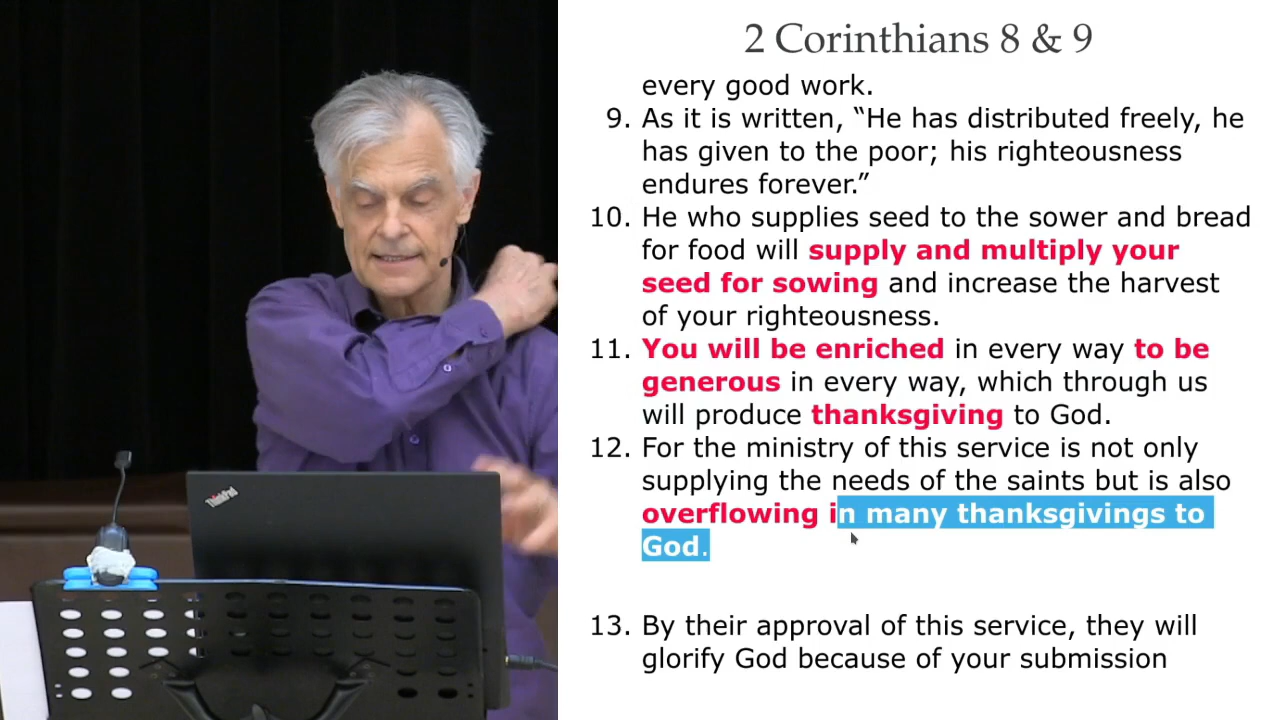 2 Corinthians 8 & 9
every good work.
9. As it is written, “He has distributed freely, he
has given to the poor; his righteousness
endures forever.”
10. He who supplies seed to the sower and bread
for food will supply and multiply your
seed for sowing and increase the harvest
of your righteousness.
11. You will be enriched in every way to be
generous in every way, which through us
will produce thanksgiving to God.
12. For the ministry of this service is not only
supplying the needs of the saints but is also
overflowing in many thanksgivings to
God.
13. By their approval of this service, they will
glorify God because of your submission
ThinkPad